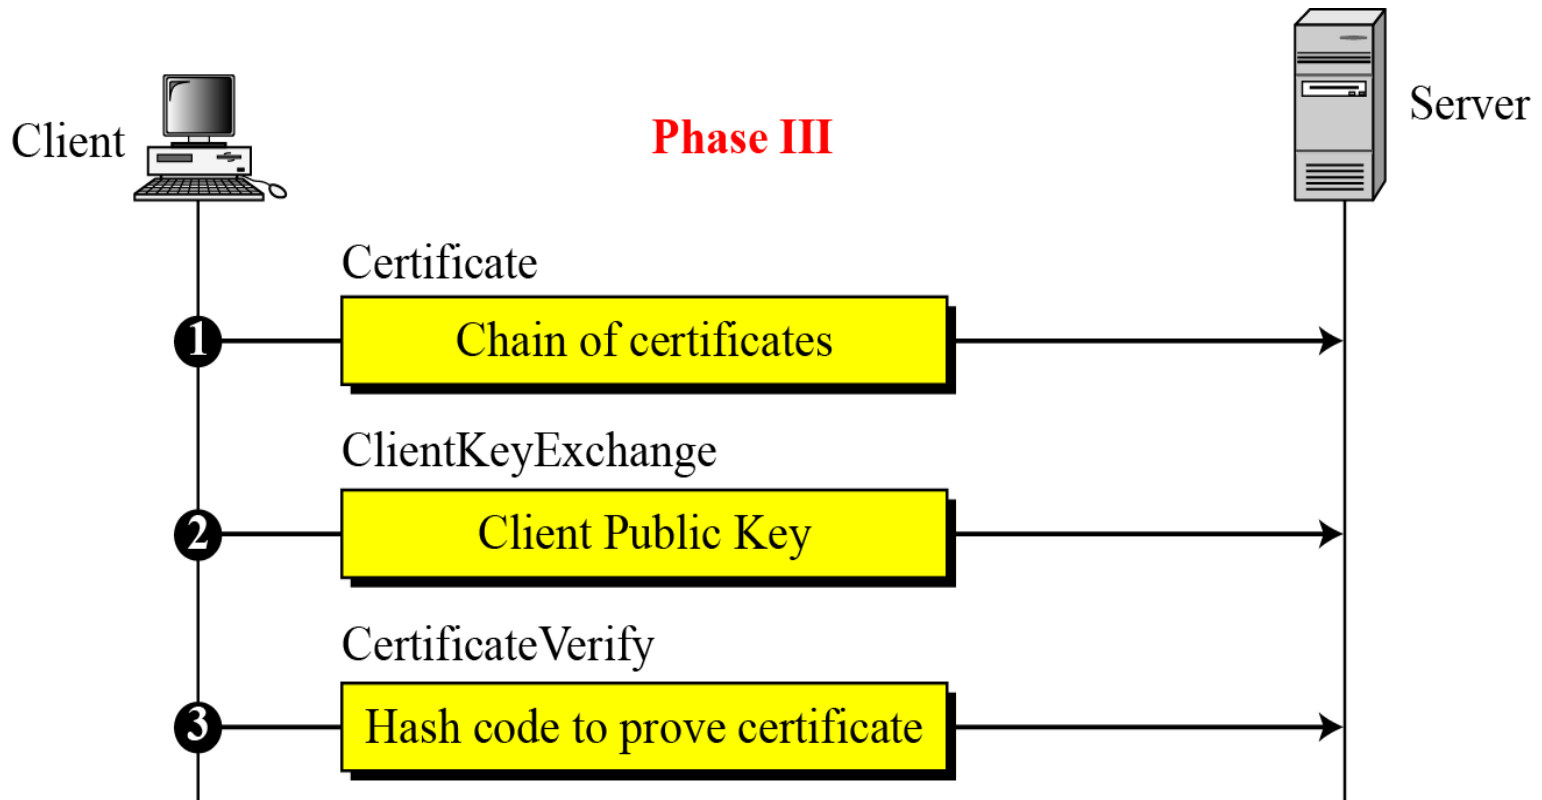 Client
Phase III
Server
Certificate
1
Chain of certificates
ClientKeyExchange
2
Client Public Key
CertificateVerify
3
Hash code to prove certificate